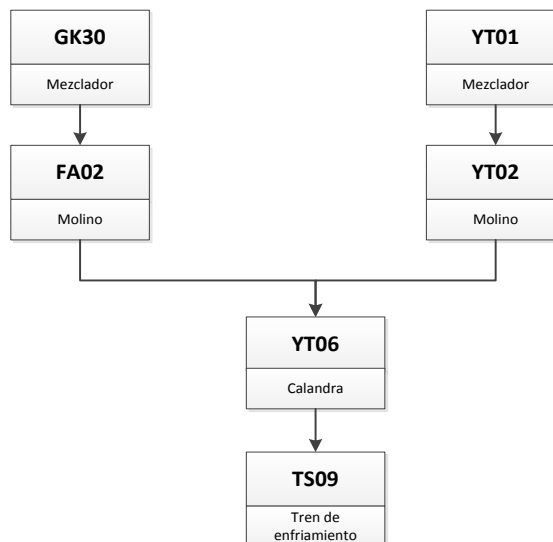 GK30
Mezclador
YT01
Mezclador
FA02
Molino
YT02
Molino
YT06
Calandra
TS09
Tren de
enfriamiento